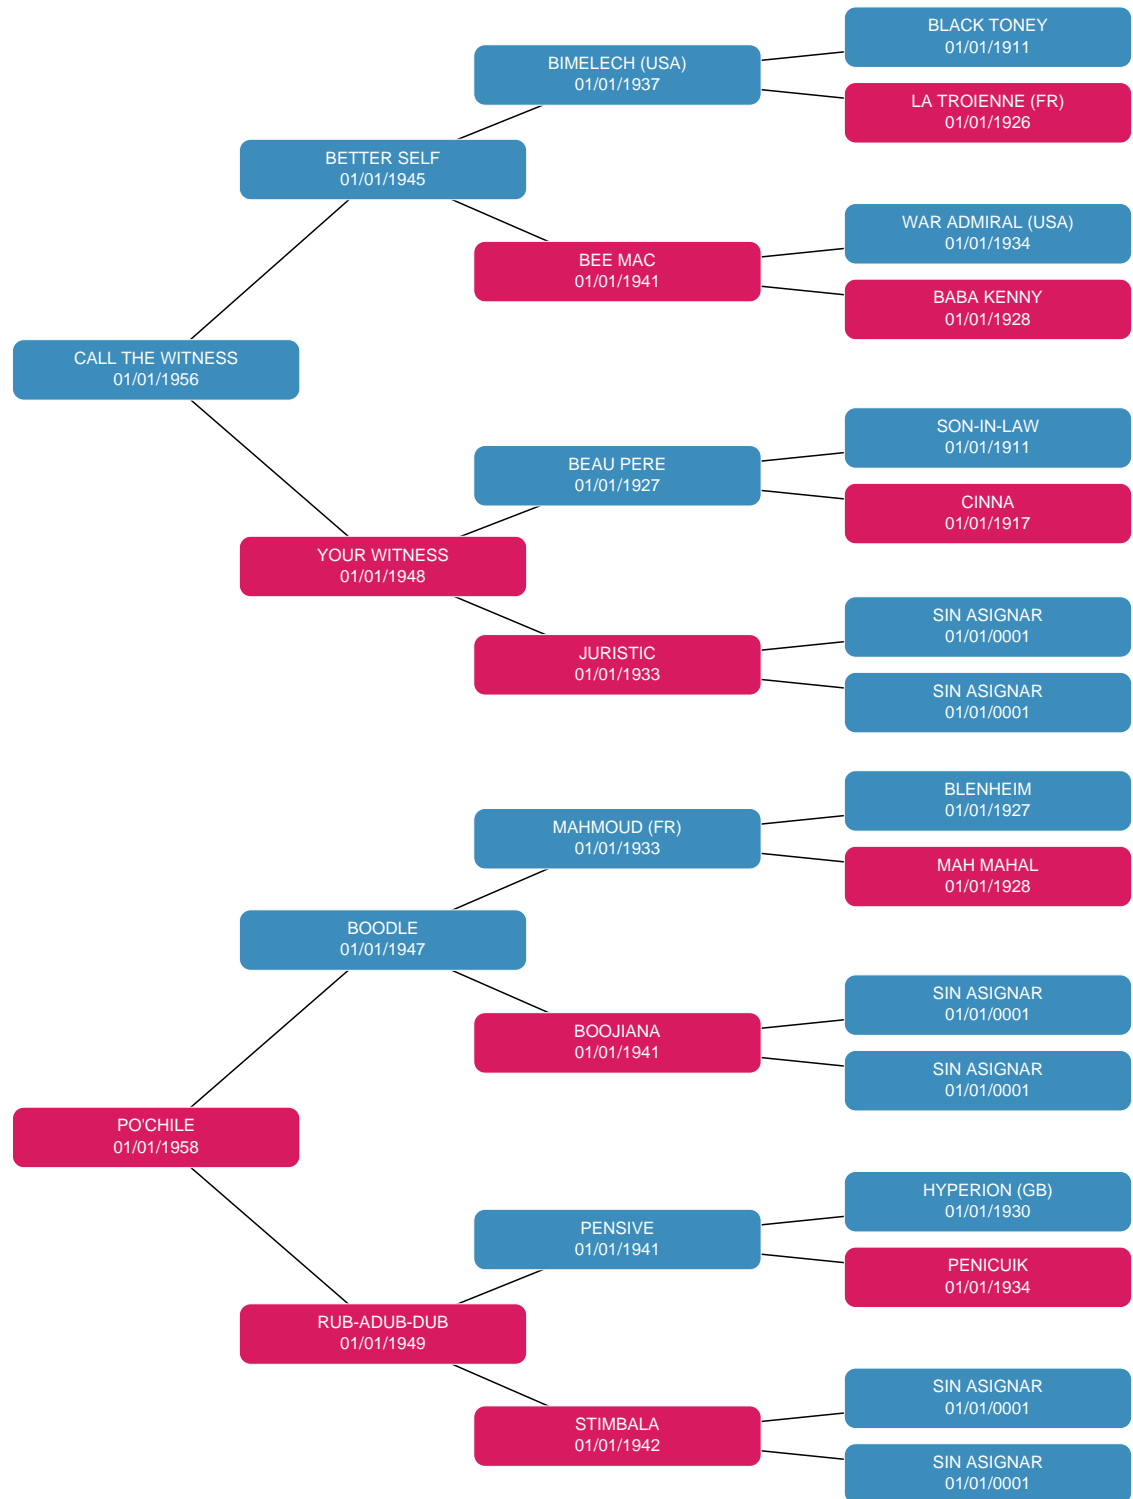 BLACK TONEY
01/01/1911
BIMELECH (USA)
01/01/1937
LA TROIENNE (FR)
01/01/1926
BETTER SELF
01/01/1945
WAR ADMIRAL (USA)
01/01/1934
BEE MAC
01/01/1941
BABA KENNY
01/01/1928
CALL THE WITNESS
01/01/1956
SON-IN-LAW
01/01/1911
BEAU PERE
01/01/1927
CINNA
01/01/1917
YOUR WITNESS
01/01/1948
SIN ASIGNAR
01/01/0001
JURISTIC
01/01/1933
SIN ASIGNAR
01/01/0001
BLENHEIM
01/01/1927
MAHMOUD (FR)
01/01/1933
MAH MAHAL
01/01/1928
BOODLE
01/01/1947
SIN ASIGNAR
01/01/0001
BOOJIANA
01/01/1941
SIN ASIGNAR
01/01/0001
PO'CHILE
01/01/1958
HYPERION (GB)
01/01/1930
PENSIVE
01/01/1941
PENICUIK
01/01/1934
RUB-ADUB-DUB
01/01/1949
SIN ASIGNAR
01/01/0001
STIMBALA
01/01/1942
SIN ASIGNAR
01/01/0001